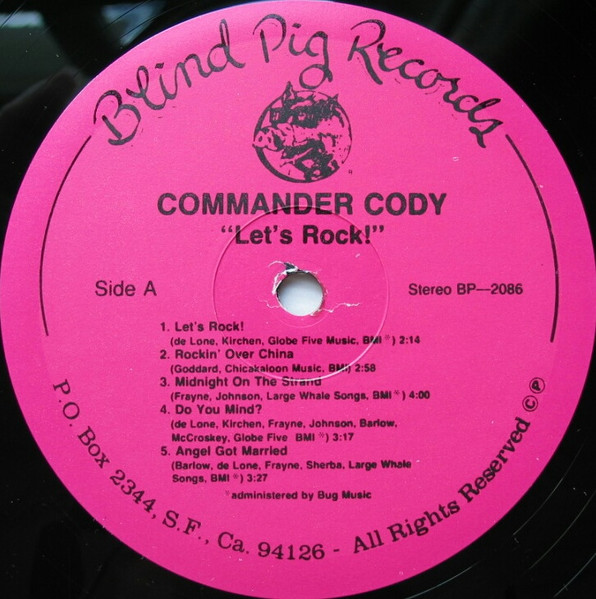 Blind Pig Records
COMMANDER CODY
"Let's Rock!"
Side A
Stereo BP—2086
1. Let's Rock!
(de Lone, Kirchen, Globe Five Music, BMI*) 2:14
2. Rockin' Over China
(Goddard, Chicakaloon Music, BMI) 2:58
3. Midnight On The Strand
(Frayne, Johnson, Large Whale Songs, BMI*) 4:00
4. Do You Mind?
(de Lone, Kirchen, Frayne, Johnson, Barlow,
McCroskey, Globe Five BMI*) 3:17
5. Angel Got Married
(Barlow, de Lone, Frayne, Sherba, Large Whale
Songs, BMI*) 3:27
*administered by Bug Music
P.O. Box 2344, S.F., Ca. 94126 - All Rights Reserved © ℗